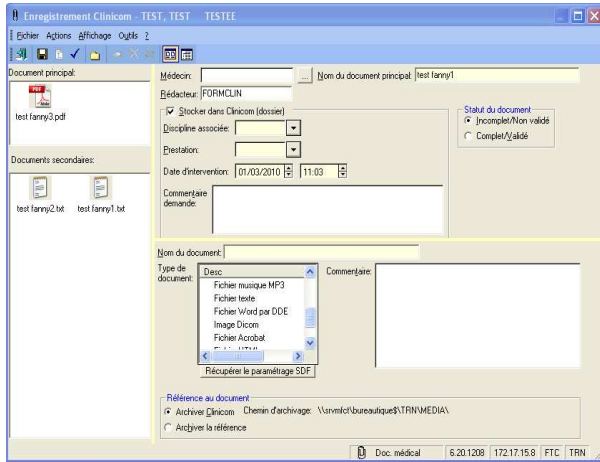 Enregistrement Clinicom - TEST, TEST TESTEE
Fichier Actions Affichage Outils ?
Document principal:
test fanny3.pdf
Documents secondaires:
test fanny2.txt test fanny1.txt
Médecin: ... Nom du document principal: test fanny1
Rédacteur: FORMCLIN
Stocker dans Clinicom (dossier)
Discipline associée:
Prestation:
Date d'intervention: 01/03/2010 11:03
Commentaire demande:
Statut du document
Incomplet/Non validé
Complet/Validé
Nom du document:
Type de document:
Desc
Fichier musique MP3
Fichier texte
Fichier Word par DDE
Image Dicom
Fichier Acrobat
Récupérer le paramétrage SDF
Commentaire:
Référence au document
Archiver Clinicom Chemin d'archivage: \\srvmfct\bureautique$\TRN\MEDIA\
Archiver la référence
Doc. médical 6.20.1208 172.17.15.8 FTC TRN